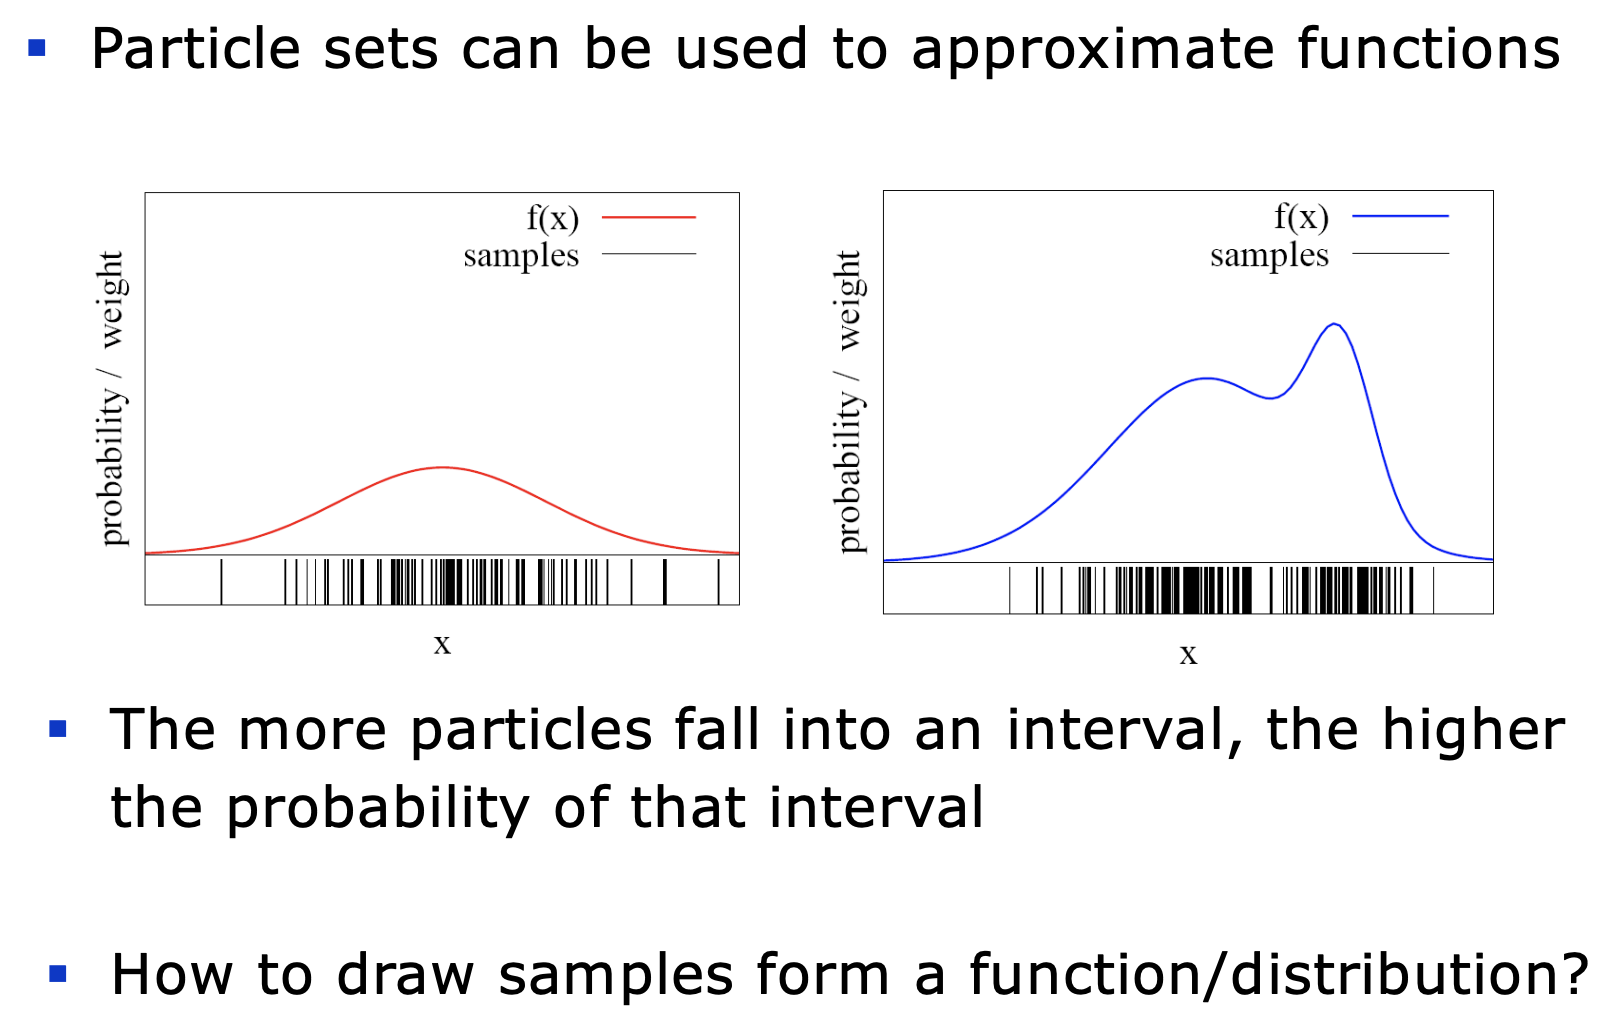 Particle sets can be used to approximate functions
f(x)
samples
probability / weight
x
f(x)
samples
probability / weight
x
The more particles fall into an interval, the higher
the probability of that interval
How to draw samples form a function/distribution?